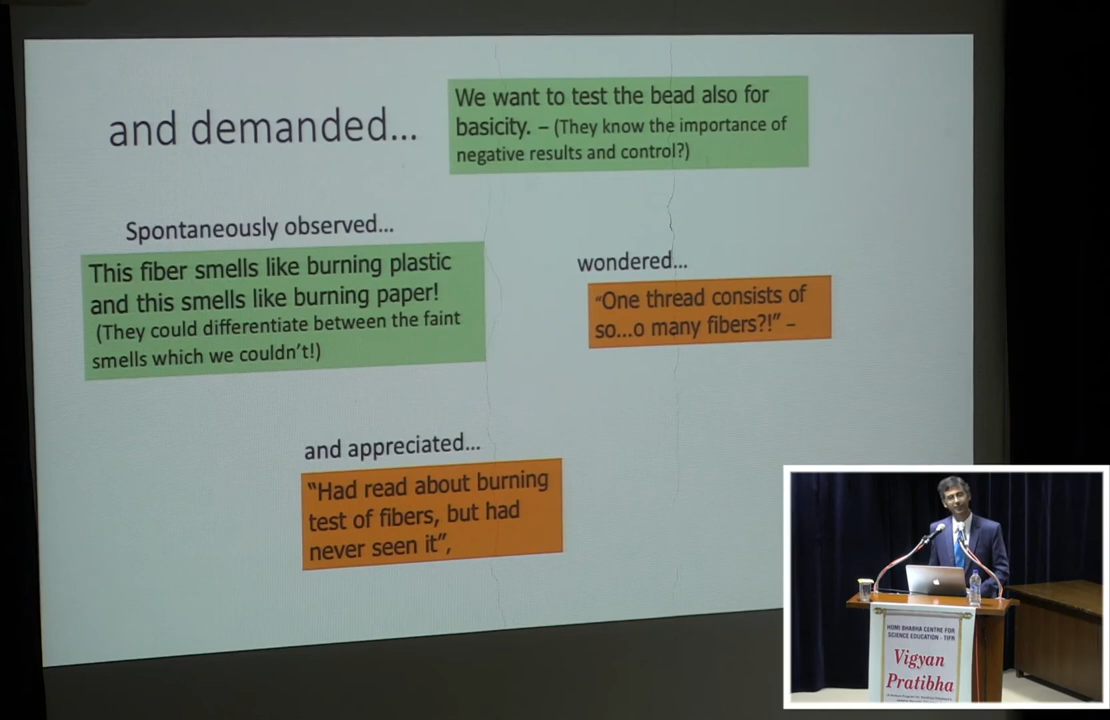 and demanded...
We want to test the bead also for
basicity. – (They know the importance of
negative results and control?)
Spontaneously observed...
This fiber smells like burning plastic
and this smells like burning paper!
(They could differentiate between the faint
smells which we couldn't!)
wondered...
"One thread consists of
so...o many fibers?!" –
and appreciated...
"Had read about burning
test of fibers, but had
never seen it",
HOMI BHABHA CENTRE FOR
SCIENCE EDUCATION - TIFR
Vigyan
Pratibha